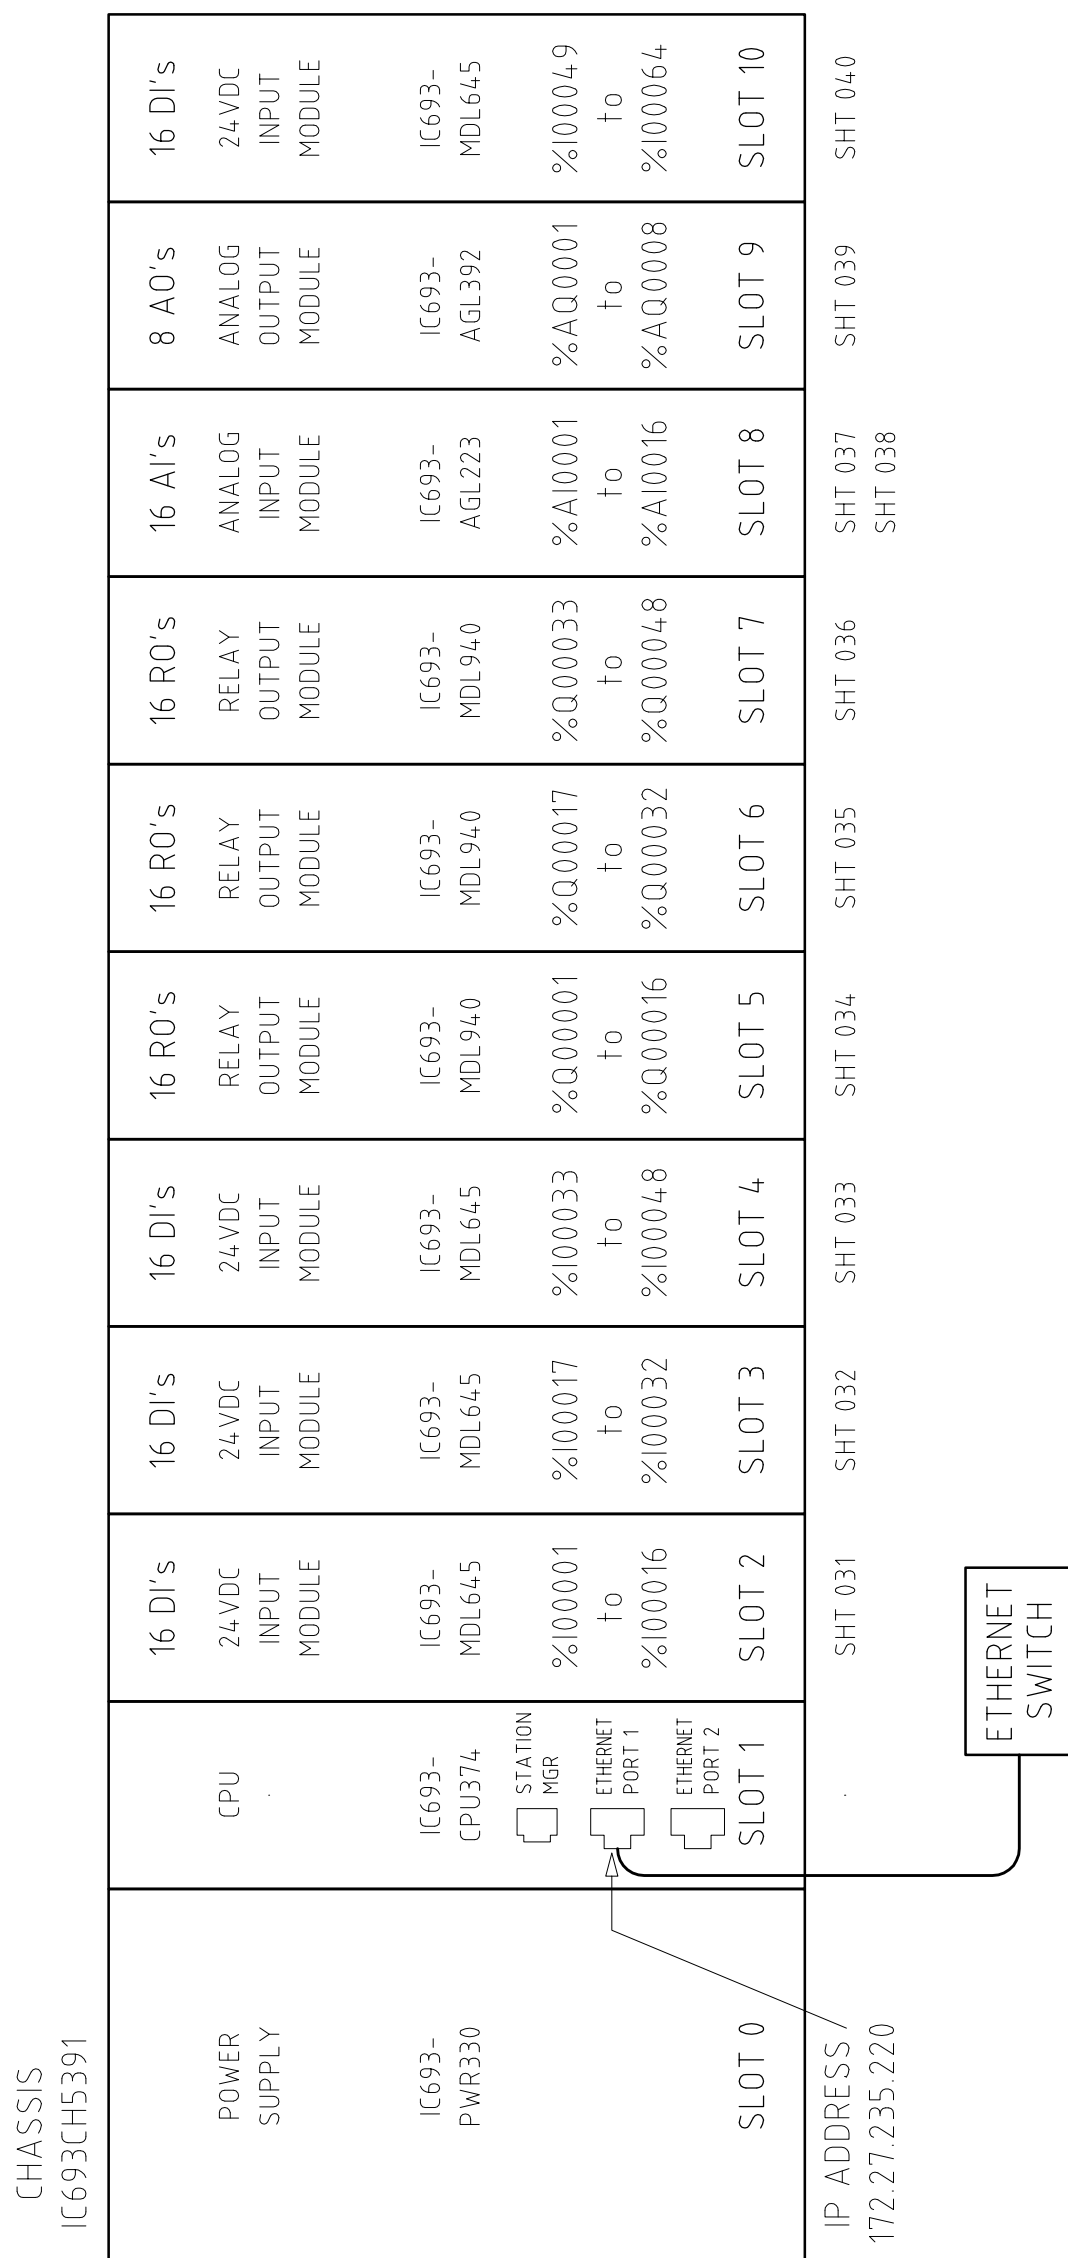 CHASSIS
IC693CH5391
POWER
SUPPLY
IC693-
PWR330
SLOT 0
IP ADDRESS
172.27.235.220
CPU
IC693-
CPU374
STATION
MGR
ETHERNET
PORT 1
ETHERNET
PORT 2
SLOT 1
ETHERNET
SWITCH
16 DI's
24VDC
INPUT
MODULE
IC693-
MDL645
%I00001
to
%I00016
SLOT 2
SHT 031
16 DI's
24VDC
INPUT
MODULE
IC693-
MDL645
%I00017
to
%I00032
SLOT 3
SHT 032
16 DI's
24VDC
INPUT
MODULE
IC693-
MDL645
%I00033
to
%I00048
SLOT 4
SHT 033
16 RO's
RELAY
OUTPUT
MODULE
IC693-
MDL940
%Q00001
to
%Q00016
SLOT 5
SHT 034
16 RO's
RELAY
OUTPUT
MODULE
IC693-
MDL940
%Q00017
to
%Q00032
SLOT 6
SHT 035
16 RO's
RELAY
OUTPUT
MODULE
IC693-
MDL940
%Q00033
to
%Q00048
SLOT 7
SHT 036
16 AI's
ANALOG
INPUT
MODULE
IC693-
AGL223
%AI0001
to
%AI0016
SLOT 8
SHT 037
SHT 038
8 AO's
ANALOG
OUTPUT
MODULE
IC693-
AGL392
%AQ0001
to
%AQ0008
SLOT 9
SHT 039
16 DI's
24VDC
INPUT
MODULE
IC693-
MDL645
%I00049
to
%I00064
SLOT 10
SHT 040